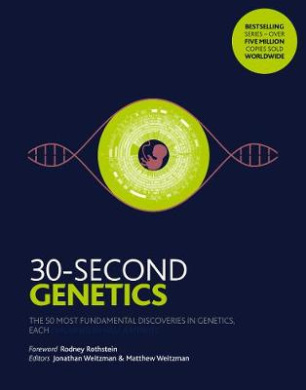 BESTSELLING
SERIES – OVER
FIVE MILLION
COPIES SOLD
WORLDWIDE
30-SECOND
GENETICS
THE 50 MOST FUNDAMENTAL DISCOVERIES IN GENETICS,
EACH
Foreword Rodney Rothstein
Editors Jonathan Weitzman & Matthew Weitzman